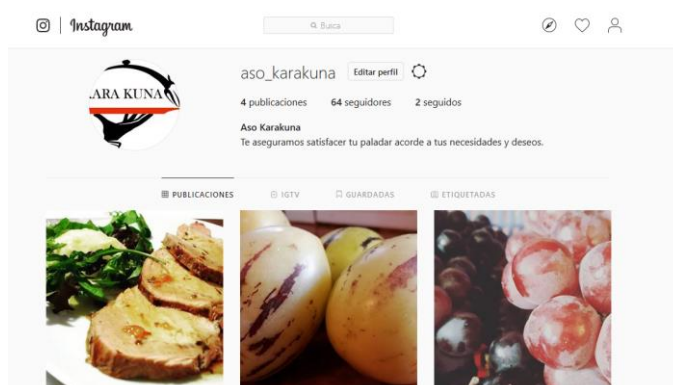 Instagram
Busca
aso_karakuna Editar perfil
4 publicaciones 64 seguidores 2 seguidos
Aso Karakuna
Te aseguramos satisfacer tu paladar acorde a tus necesidades y deseos.
ARA KUNA
PUBLICACIONES IGTV GUARDADAS ETIQUETADAS